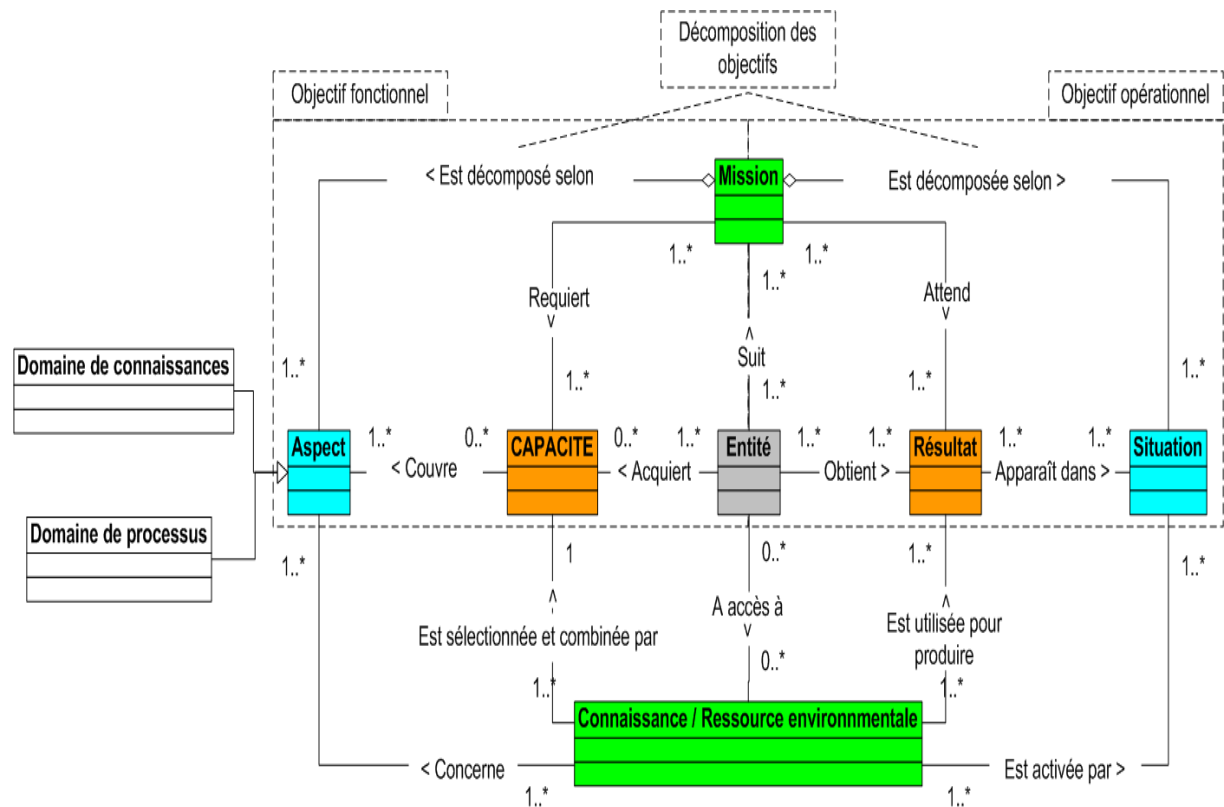 Décomposition des
objectifs
Objectif fonctionnel
Objectif opérationnel
< Est décomposé selon
Mission
Est décomposée selon >
1..*
1..*
1..*
Requiert
>
Attend
>
Suit
>
Domaine de connaissances
1..*
1..*
1..*
1..*
1..*
Aspect
1..*
0..*
CAPACITE
0..*
1..*
Entité
1..*
1..*
Résultat
1..*
1..*
Situation
< Couvre
< Acquiert
Obtient >
Apparaît dans >
Domaine de processus
1..*
1
0..*
1..*
1..*
>
A accès à
>
>
Est sélectionnée et combinée par
Est utilisée pour
produire
0..*
1..*
1..*
Connaissance / Ressource environnmentale
< Concerne
Est activée par >
1..*
1..*